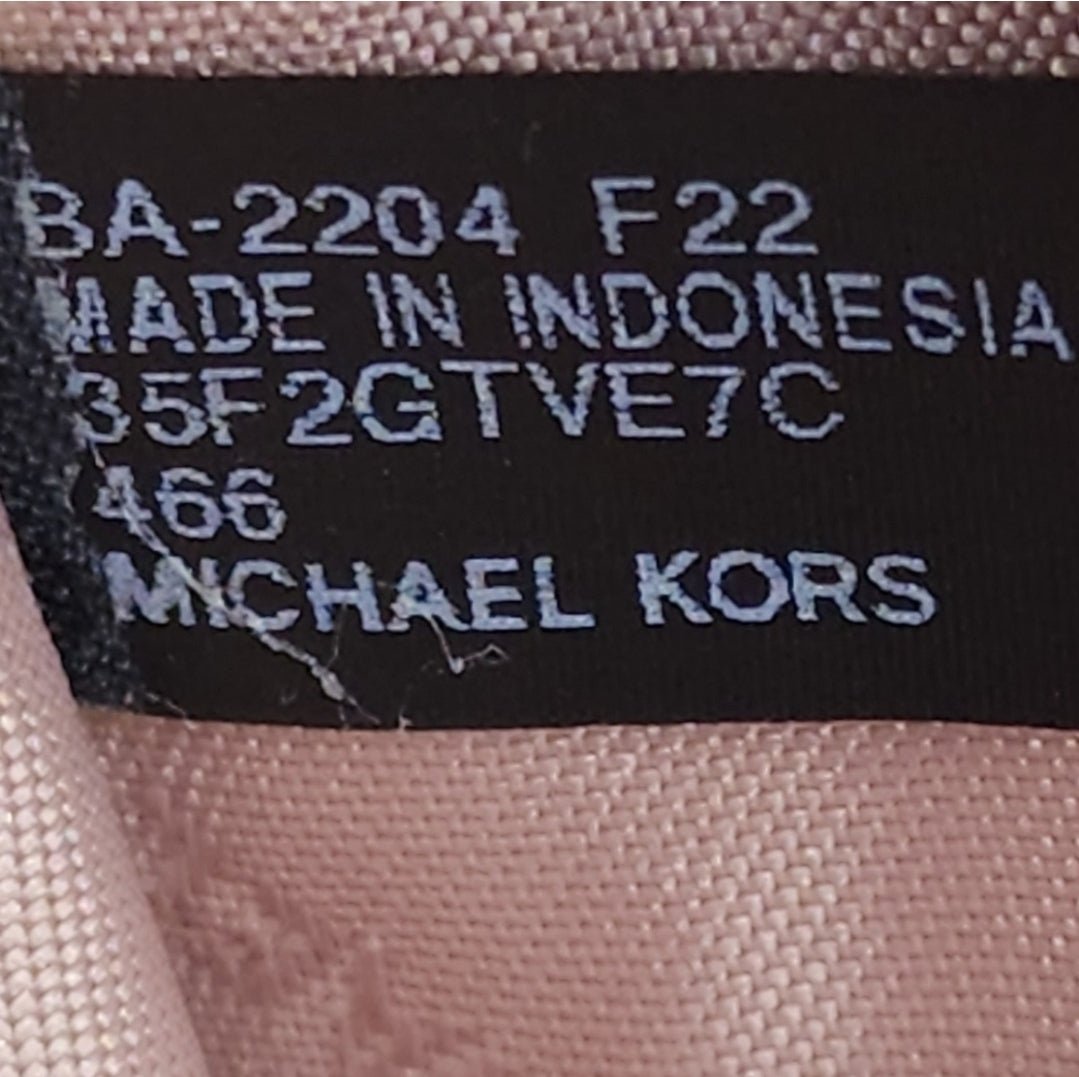 BA-2204 F22
MADE IN INDONESIA
35F2GTVE7C
466
MICHAEL KORS